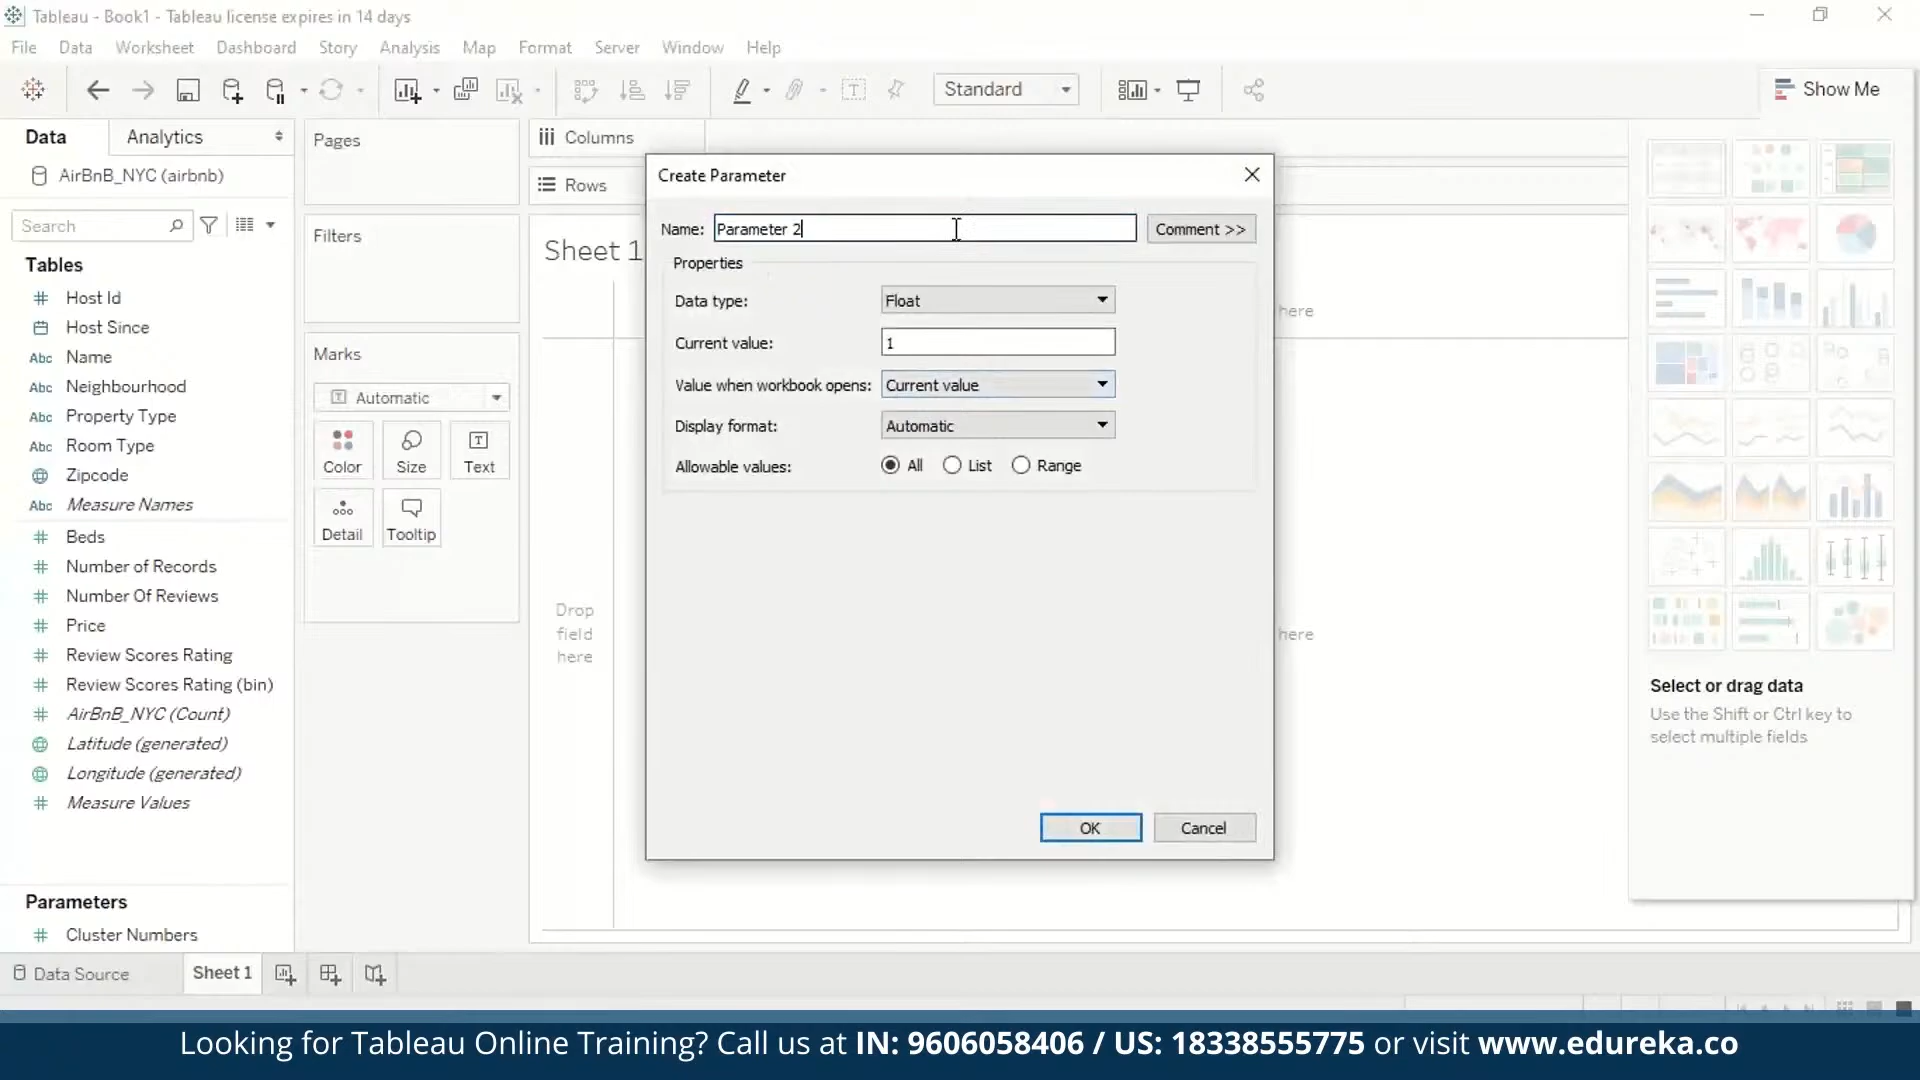 Tableau - Book1 - Tableau license expires in 14 days
File Data Worksheet Dashboard Story Analysis Map Format Server Window Help
Standard
Show Me
Data Analytics
AirBnB_NYC (airbnb)
Search
Tables
Host Id
Host Since
Abc Name
Abc Neighbourhood
Abc Property Type
Abc Room Type
Zipcode
Abc Measure Names
Beds
Number of Records
Number Of Reviews
Price
Review Scores Rating
Review Scores Rating (bin)
AirBnB_NYC (Count)
Latitude (generated)
Longitude (generated)
Measure Values
Parameters
Cluster Numbers
Pages
Filters
Marks
Automatic
Color Size Text
Detail Tooltip
Columns
Rows
Sheet 1
Drop
field
here
here
here
Create Parameter
Name: Parameter 2 Comment >>
Properties
Data type: Float
Current value: 1
Value when workbook opens: Current value
Display format: Automatic
Allowable values: All List Range
OK Cancel
Select or drag data
Use the Shift or Ctrl key to
select multiple fields
Data Source Sheet 1
Looking for Tableau Online Training? Call us at IN: 9606058406 / US: 18338555775 or visit www.edureka.co